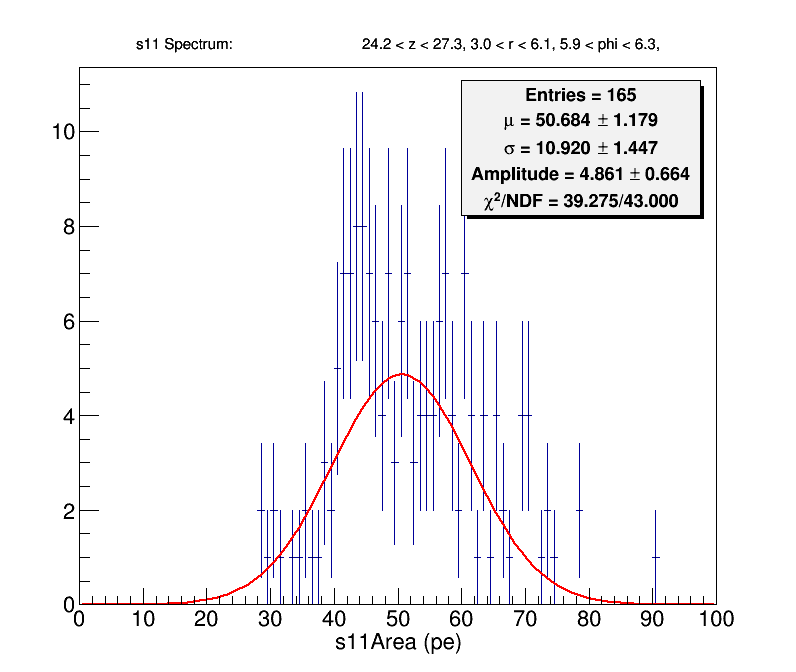 s11 Spectrum: 24.2 < z < 27.3, 3.0 < r < 6.1, 5.9 < phi < 6.3,
Entries = 165
μ = 50.684 ± 1.179
σ = 10.920 ± 1.447
Amplitude = 4.861 ± 0.664
χ²/NDF = 39.275/43.000
10
8
6
4
2
0
0 10 20 30 40 50 60 70 80 90 100
s11Area (pe)